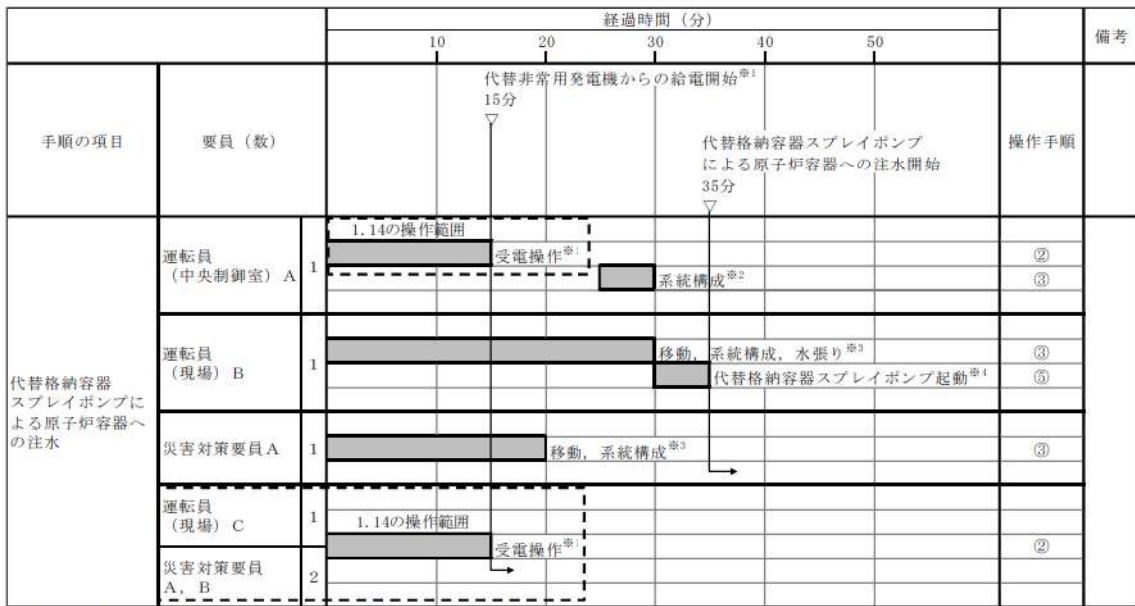 経過時間（分）
備考
10 20 30 40 50
手順の項目
要員（数）
代替非常用発電機からの給電開始※1
15分
▽
代替格納容器スプレイポンプ
による原子炉容器への注水開始
35分
▽
操作手順
代替格納容器
スプレイポンプに
よる原子炉容器へ
の注水
運転員
（中央制御室）A
1
1.14の操作範囲
受電操作※1
②
系統構成※2
③
運転員
（現場）B
1
移動，系統構成，水張り※3
③
代替格納容器スプレイポンプ起動※4
⑤
災害対策要員A
1
移動，系統構成※3
③
運転員
（現場）C
1
1.14の操作範囲
受電操作※1
②
災害対策要員
A，B
2